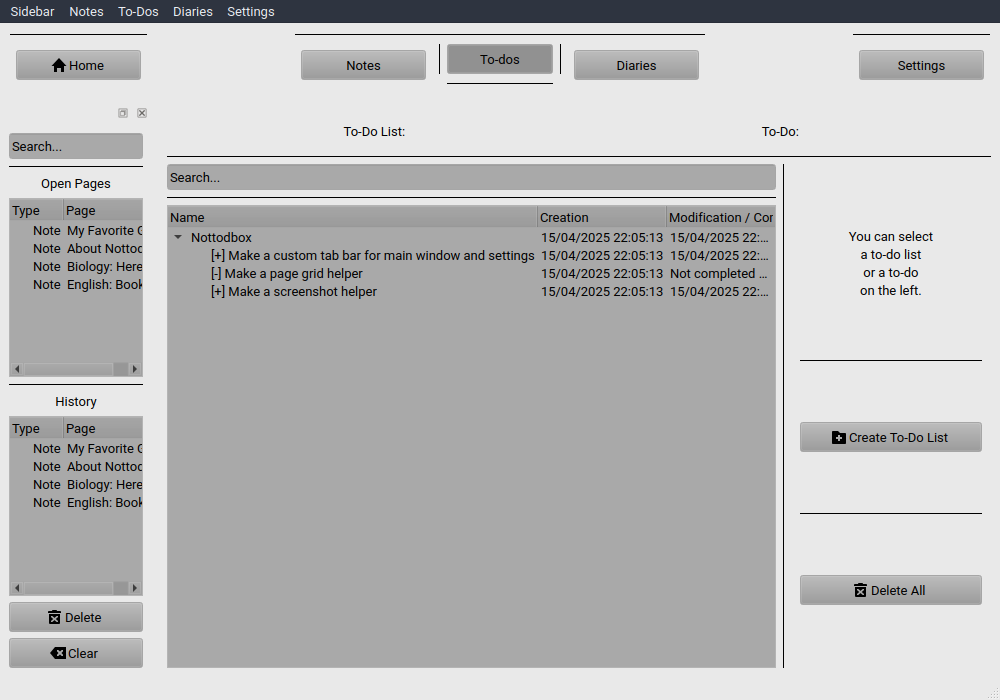 Sidebar Notes To-Dos Diaries Settings
Home
Notes
To-dos
Diaries
Settings
Search...
Open Pages
Type Page
Note My Favorite G
Note About Nottoc
Note Biology: Here
Note English: Book
History
Type Page
Note My Favorite G
Note About Nottoc
Note Biology: Here
Note English: Book
Delete
Clear
To-Do List:
To-Do:
Search...
Name Creation Modification / Cor
Nottodbox 15/04/2025 22:05:13 15/04/2025 22:...
[+] Make a custom tab bar for main window and settings 15/04/2025 22:05:13 15/04/2025 22:...
[-] Make a page grid helper 15/04/2025 22:05:13 Not completed ...
[+] Make a screenshot helper 15/04/2025 22:05:13 15/04/2025 22:...
You can select
a to-do list
or a to-do
on the left.
Create To-Do List
Delete All